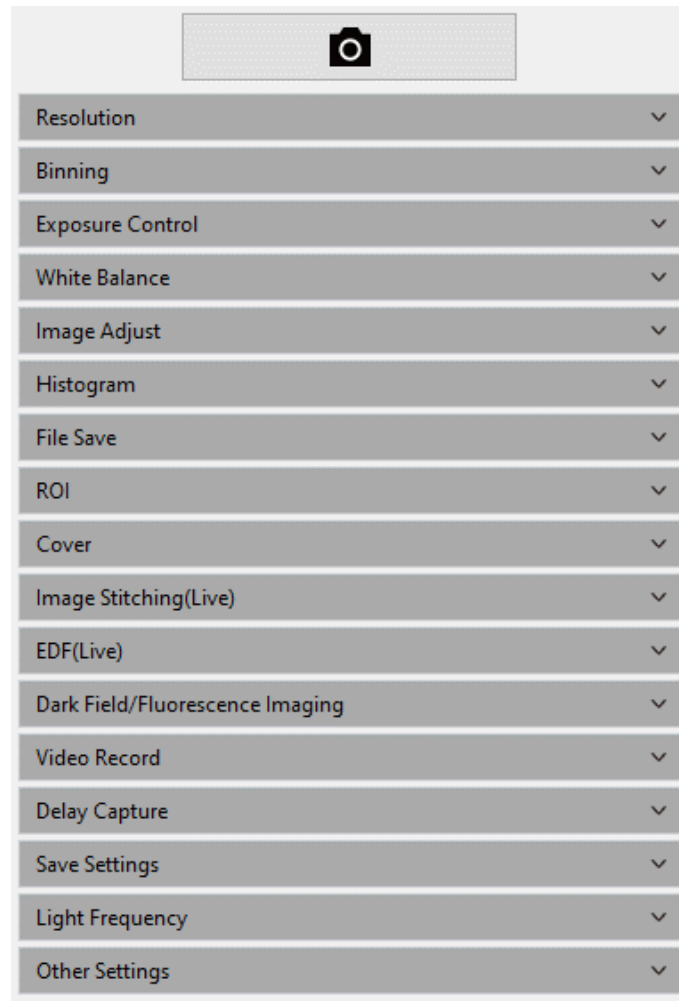 Resolution
Binning
Exposure Control
White Balance
Image Adjust
Histogram
File Save
ROI
Cover
Image Stitching(Live)
EDF(Live)
Dark Field/Fluorescence Imaging
Video Record
Delay Capture
Save Settings
Light Frequency
Other Settings